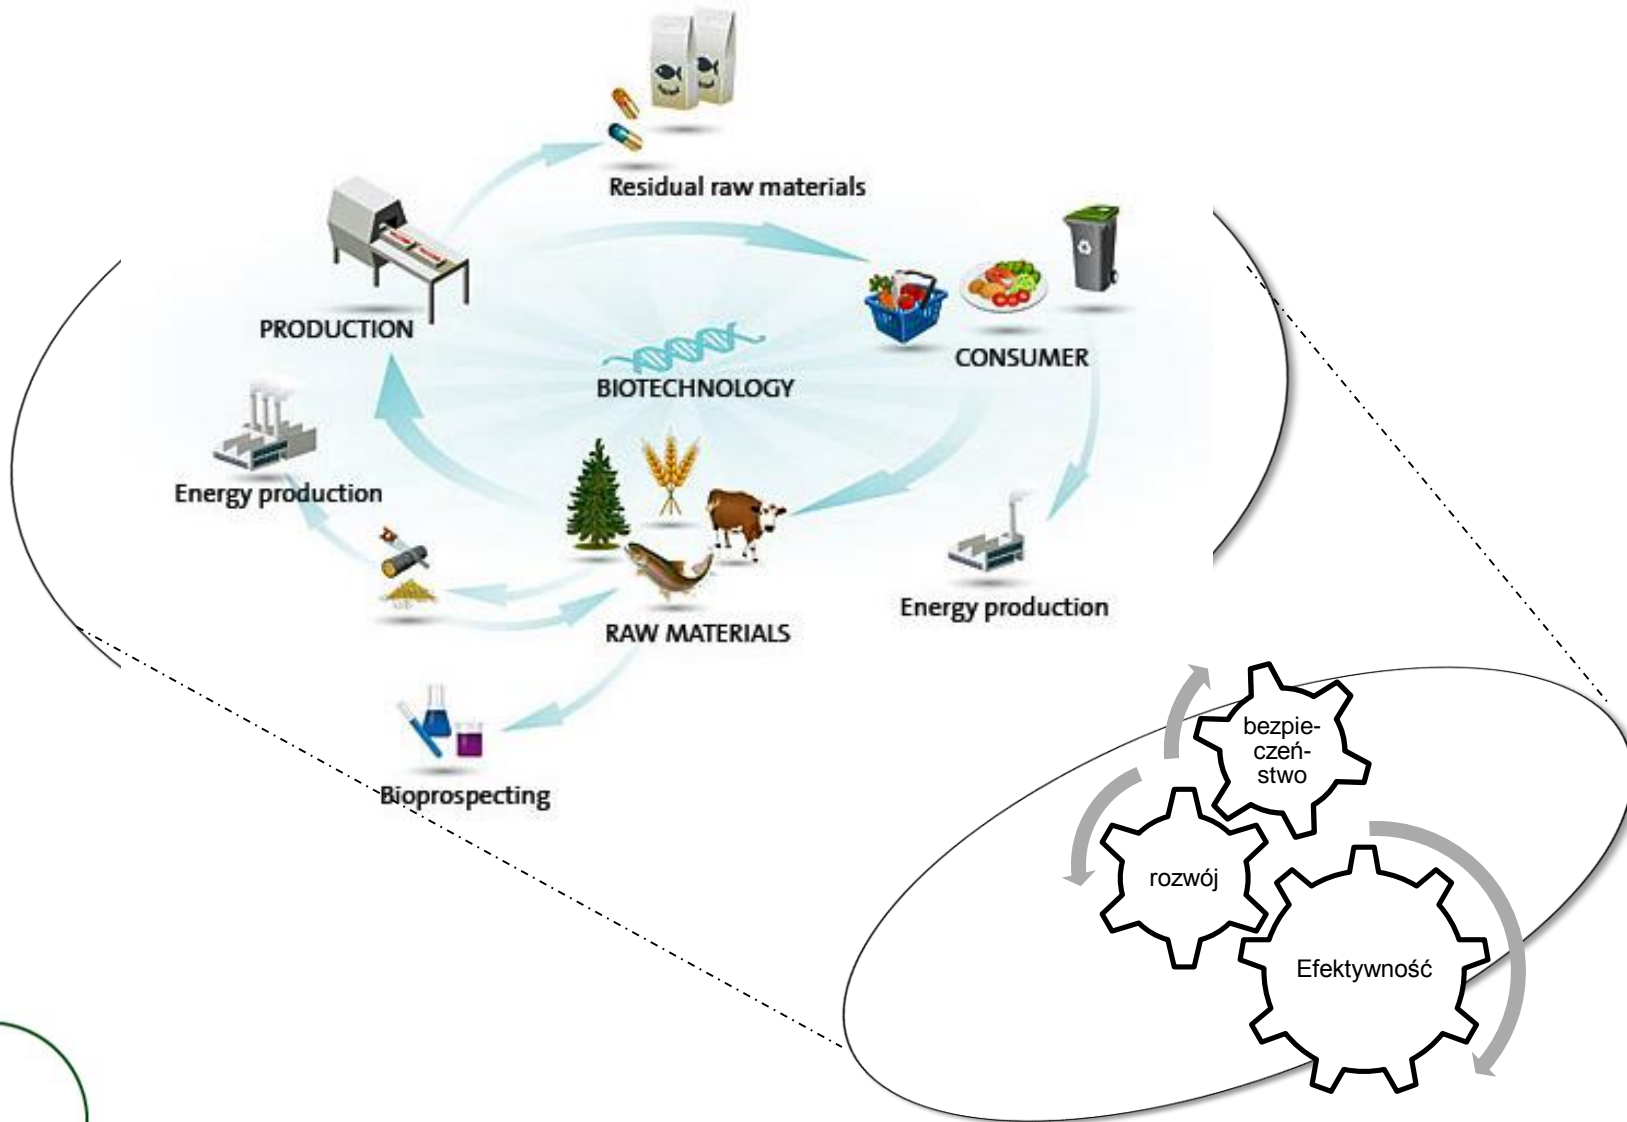 Residual raw materials
PRODUCTION
CONSUMER
BIOTECHNOLOGY
Energy production
Energy production
RAW MATERIALS
Bioprospecting
bezpie-
czeń-
stwo
rozwój
Efektywność